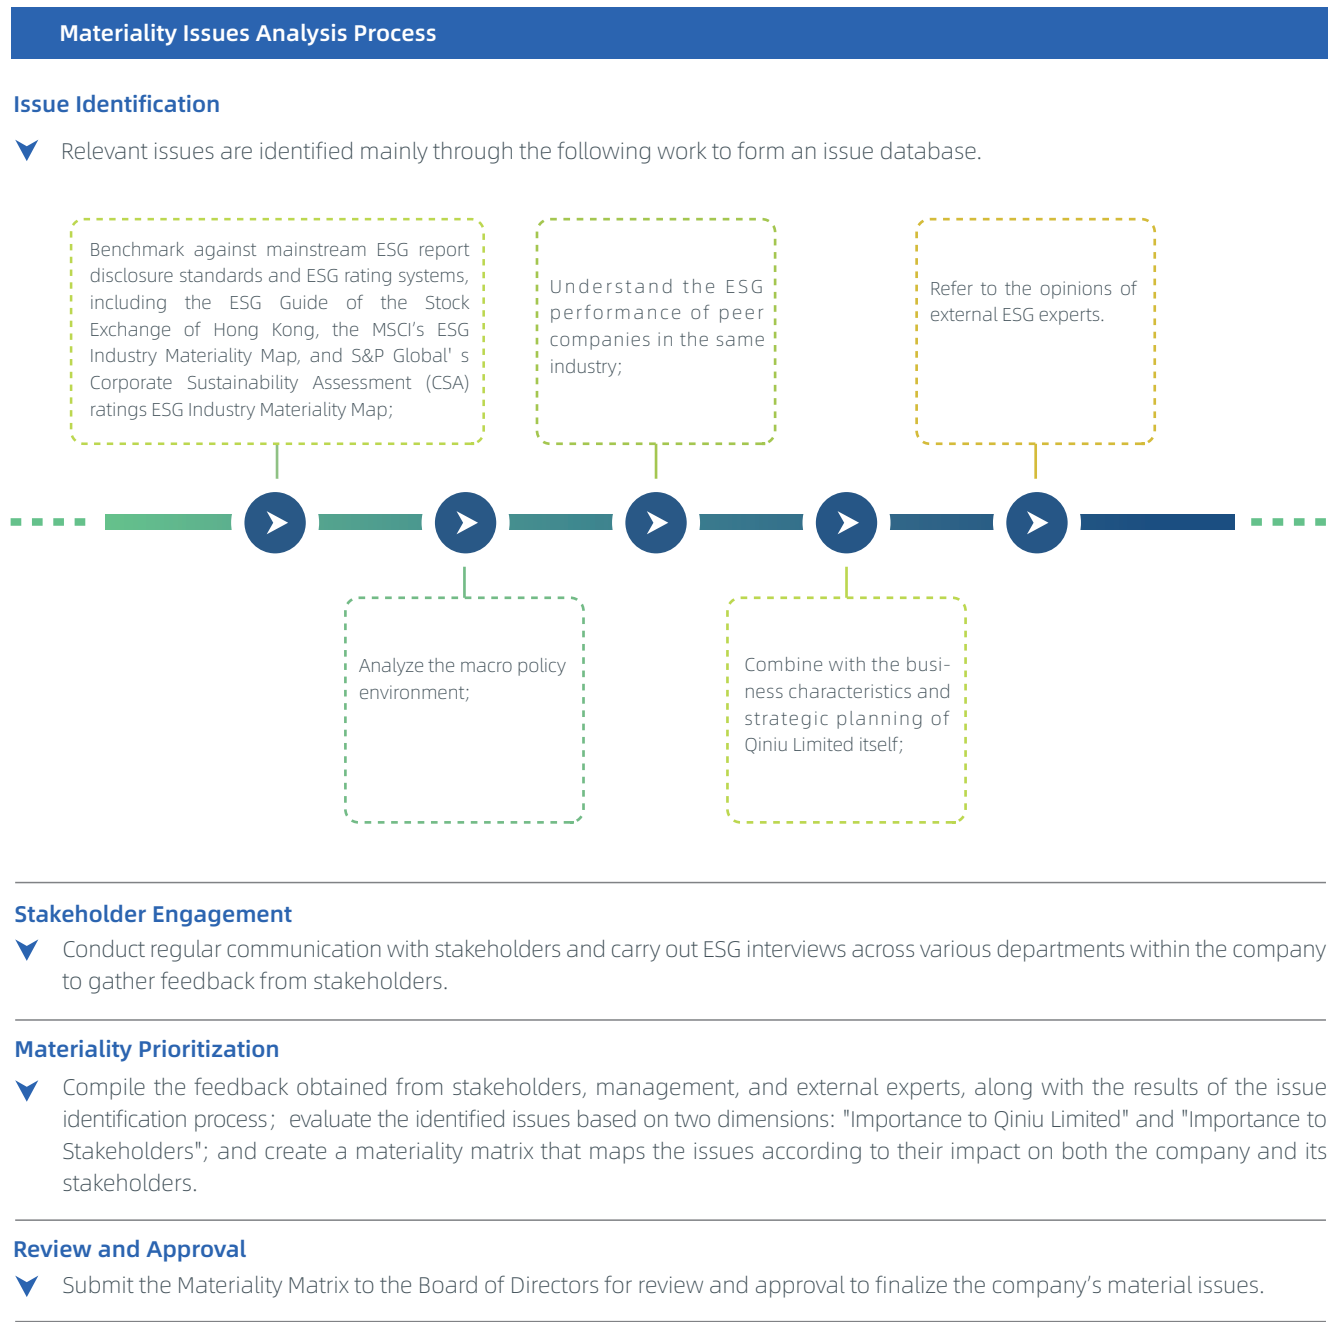 Materiality Issues Analysis Process
Issue Identification
Relevant issues are identified mainly through the following work to form an issue database.
Benchmark against mainstream ESG report
disclosure standards and ESG rating systems,
including the ESG Guide of the Stock
Exchange of Hong Kong, the MSCI’s ESG
Industry Materiality Map, and S&P Global' s
Corporate Sustainability Assessment (CSA)
ratings ESG Industry Materiality Map;
Analyze the macro policy
environment;
Understand the ESG
performance of peer
companies in the same
industry;
Combine with the busi-
ness characteristics and
strategic planning of
Qiniu Limited itself;
Refer to the opinions of
external ESG experts.
Stakeholder Engagement
Conduct regular communication with stakeholders and carry out ESG interviews across various departments within the company
to gather feedback from stakeholders.
Materiality Prioritization
Compile the feedback obtained from stakeholders, management, and external experts, along with the results of the issue
identification process; evaluate the identified issues based on two dimensions: "Importance to Qiniu Limited" and "Importance to
Stakeholders"; and create a materiality matrix that maps the issues according to their impact on both the company and its
stakeholders.
Review and Approval
Submit the Materiality Matrix to the Board of Directors for review and approval to finalize the company’s material issues.